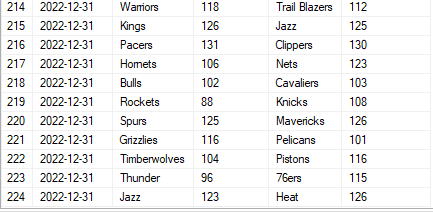 214 2022-12-31 Warriors 118 Trail Blazers 112
215 2022-12-31 Kings 126 Jazz 125
216 2022-12-31 Pacers 131 Clippers 130
217 2022-12-31 Hornets 106 Nets 123
218 2022-12-31 Bulls 102 Cavaliers 103
219 2022-12-31 Rockets 88 Knicks 108
220 2022-12-31 Spurs 125 Mavericks 126
221 2022-12-31 Grizzlies 116 Pelicans 101
222 2022-12-31 Timberwolves 104 Pistons 116
223 2022-12-31 Thunder 96 76ers 115
224 2022-12-31 Jazz 123 Heat 126